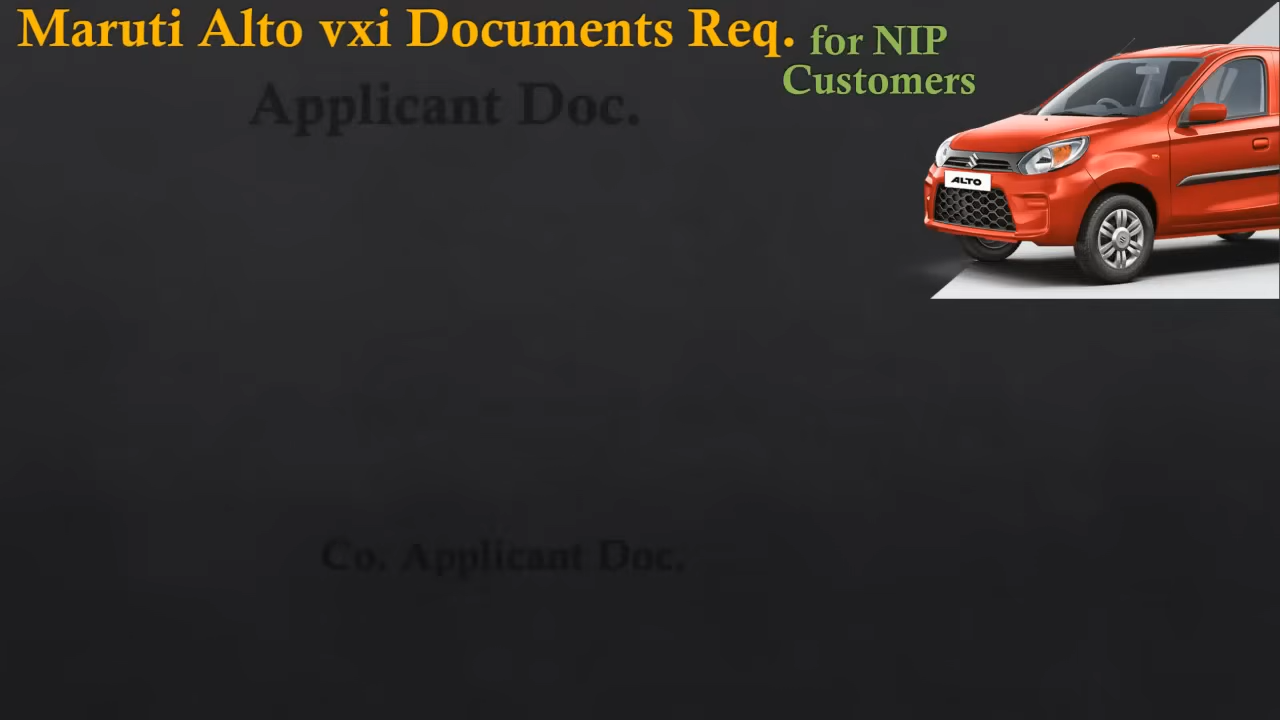 Maruti Alto vxi Documents Req. for NIP
Customers
Applicant Doc.
ALTO
Co. Applicant Doc.